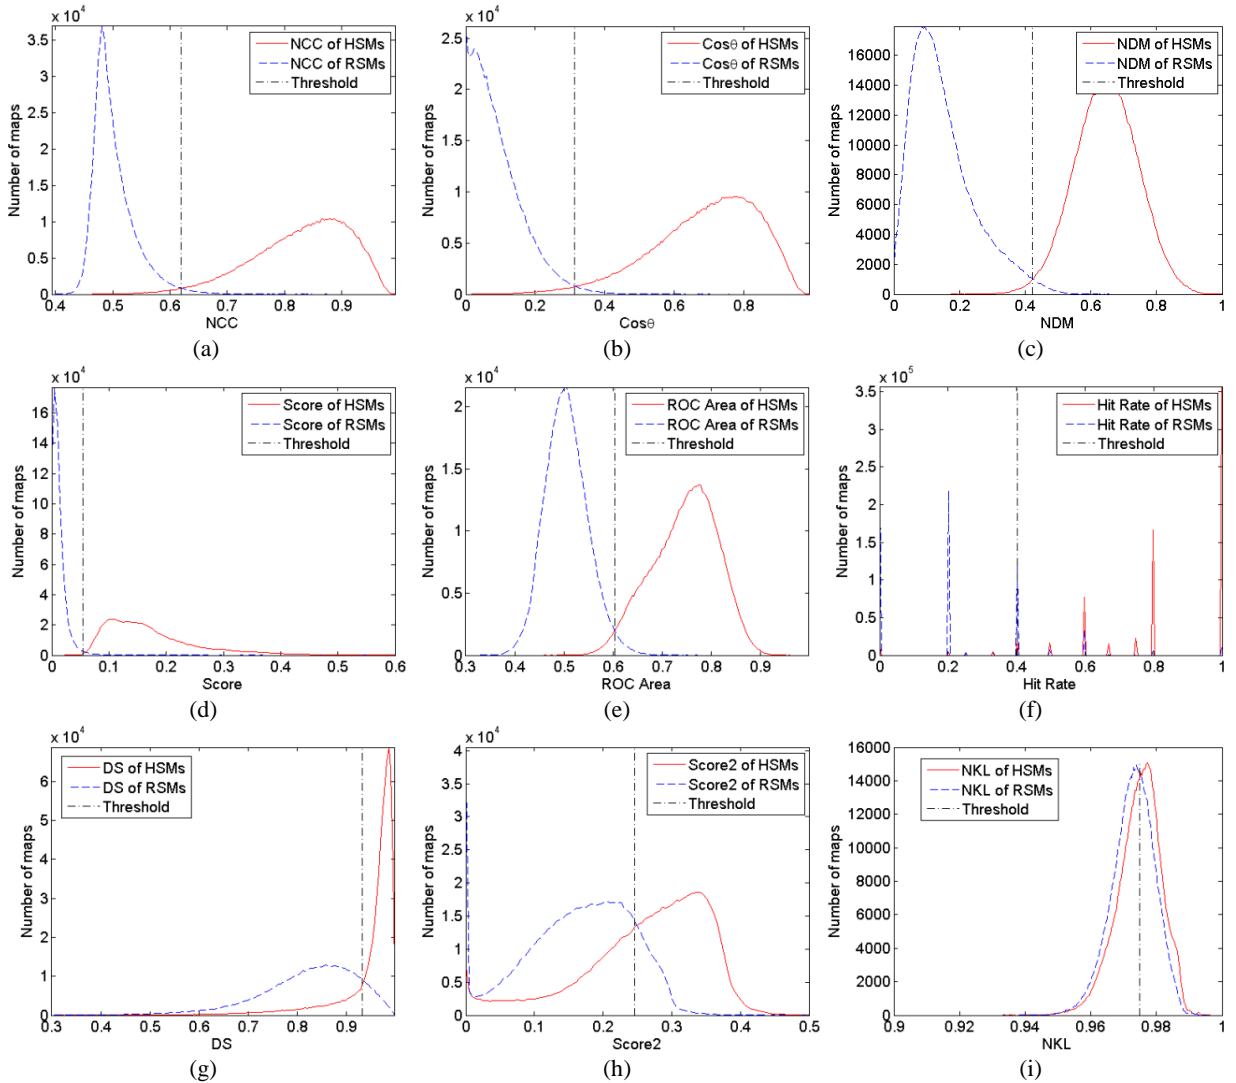 x 10⁴
3.5
3
2.5
2
1.5
1
0.5
0
0.4 0.5 0.6 0.7 0.8 0.9
Number of maps
NCC
NCC of HSMs
NCC of RSMs
Threshold
(a)
x 10⁴
2.5
2
1.5
1
0.5
0
0 0.2 0.4 0.6 0.8
Number of maps
Cosθ
Cosθ of HSMs
Cosθ of RSMs
Threshold
(b)
16000
14000
12000
10000
8000
6000
4000
2000
0
0 0.2 0.4 0.6 0.8 1
Number of maps
NDM
NDM of HSMs
NDM of RSMs
Threshold
(c)
x 10⁴
16
14
12
10
8
6
4
2
0
0 0.1 0.2 0.3 0.4 0.5 0.6
Number of maps
Score
Score of HSMs
Score of RSMs
Threshold
(d)
x 10⁴
2
1.5
1
0.5
0
0.3 0.4 0.5 0.6 0.7 0.8 0.9
Number of maps
ROC Area
ROC Area of HSMs
ROC Area of RSMs
Threshold
(e)
x 10⁵
3.5
3
2.5
2
1.5
1
0.5
0
0 0.2 0.4 0.6 0.8 1
Number of maps
Hit Rate
Hit Rate of HSMs
Hit Rate of RSMs
Threshold
(f)
x 10⁴
6
5
4
3
2
1
0
0.3 0.4 0.5 0.6 0.7 0.8 0.9
Number of maps
DS
DS of HSMs
DS of RSMs
Threshold
(g)
x 10⁴
4
3.5
3
2.5
2
1.5
1
0.5
0
0 0.1 0.2 0.3 0.4 0.5
Number of maps
Score2
Score2 of HSMs
Score2 of RSMs
Threshold
(h)
16000
14000
12000
10000
8000
6000
4000
2000
0
0.9 0.92 0.94 0.96 0.98 1
Number of maps
NKL
NKL of HSMs
NKL of RSMs
Threshold
(i)